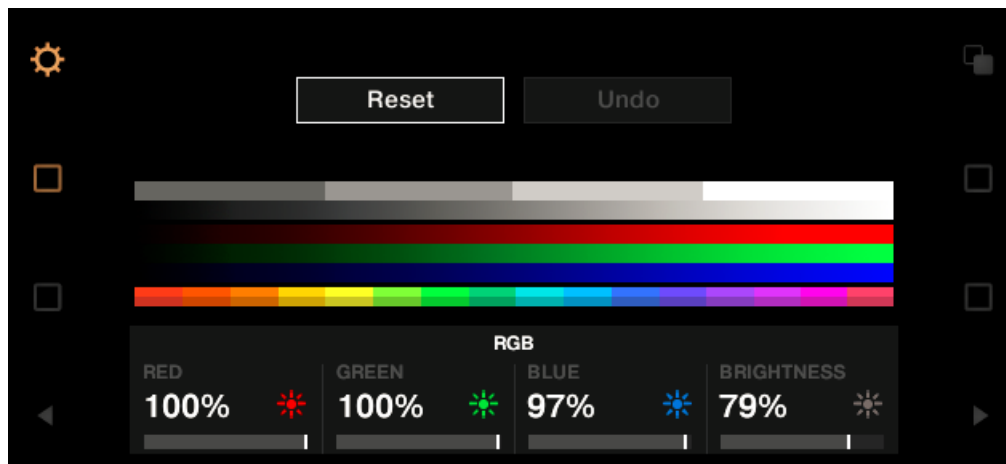 Reset
Undo
RGB
RED
GREEN
BLUE
BRIGHTNESS
100%
100%
97%
79%